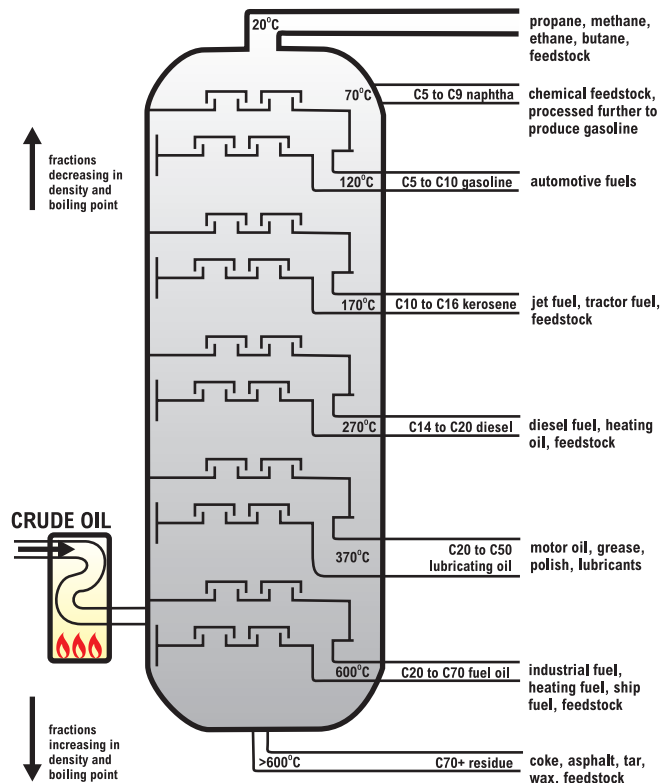 20°C
propane, methane,
ethane, butane,
feedstock
70°C
C5 to C9 naphtha
chemical feedstock,
processed further to
produce gasoline
fractions
decreasing in
density and
boiling point
120°C
C5 to C10 gasoline
automotive fuels
170°C
C10 to C16 kerosene
jet fuel, tractor fuel,
feedstock
270°C
C14 to C20 diesel
diesel fuel, heating
oil, feedstock
CRUDE OIL
370°C
C20 to C50
lubricating oil
motor oil, grease,
polish, lubricants
600°C
C20 to C70 fuel oil
industrial fuel,
heating fuel, ship
fuel, feedstock
fractions
increasing in
density and
boiling point
>600°C
C70+ residue
coke, asphalt, tar,
wax, feedstock